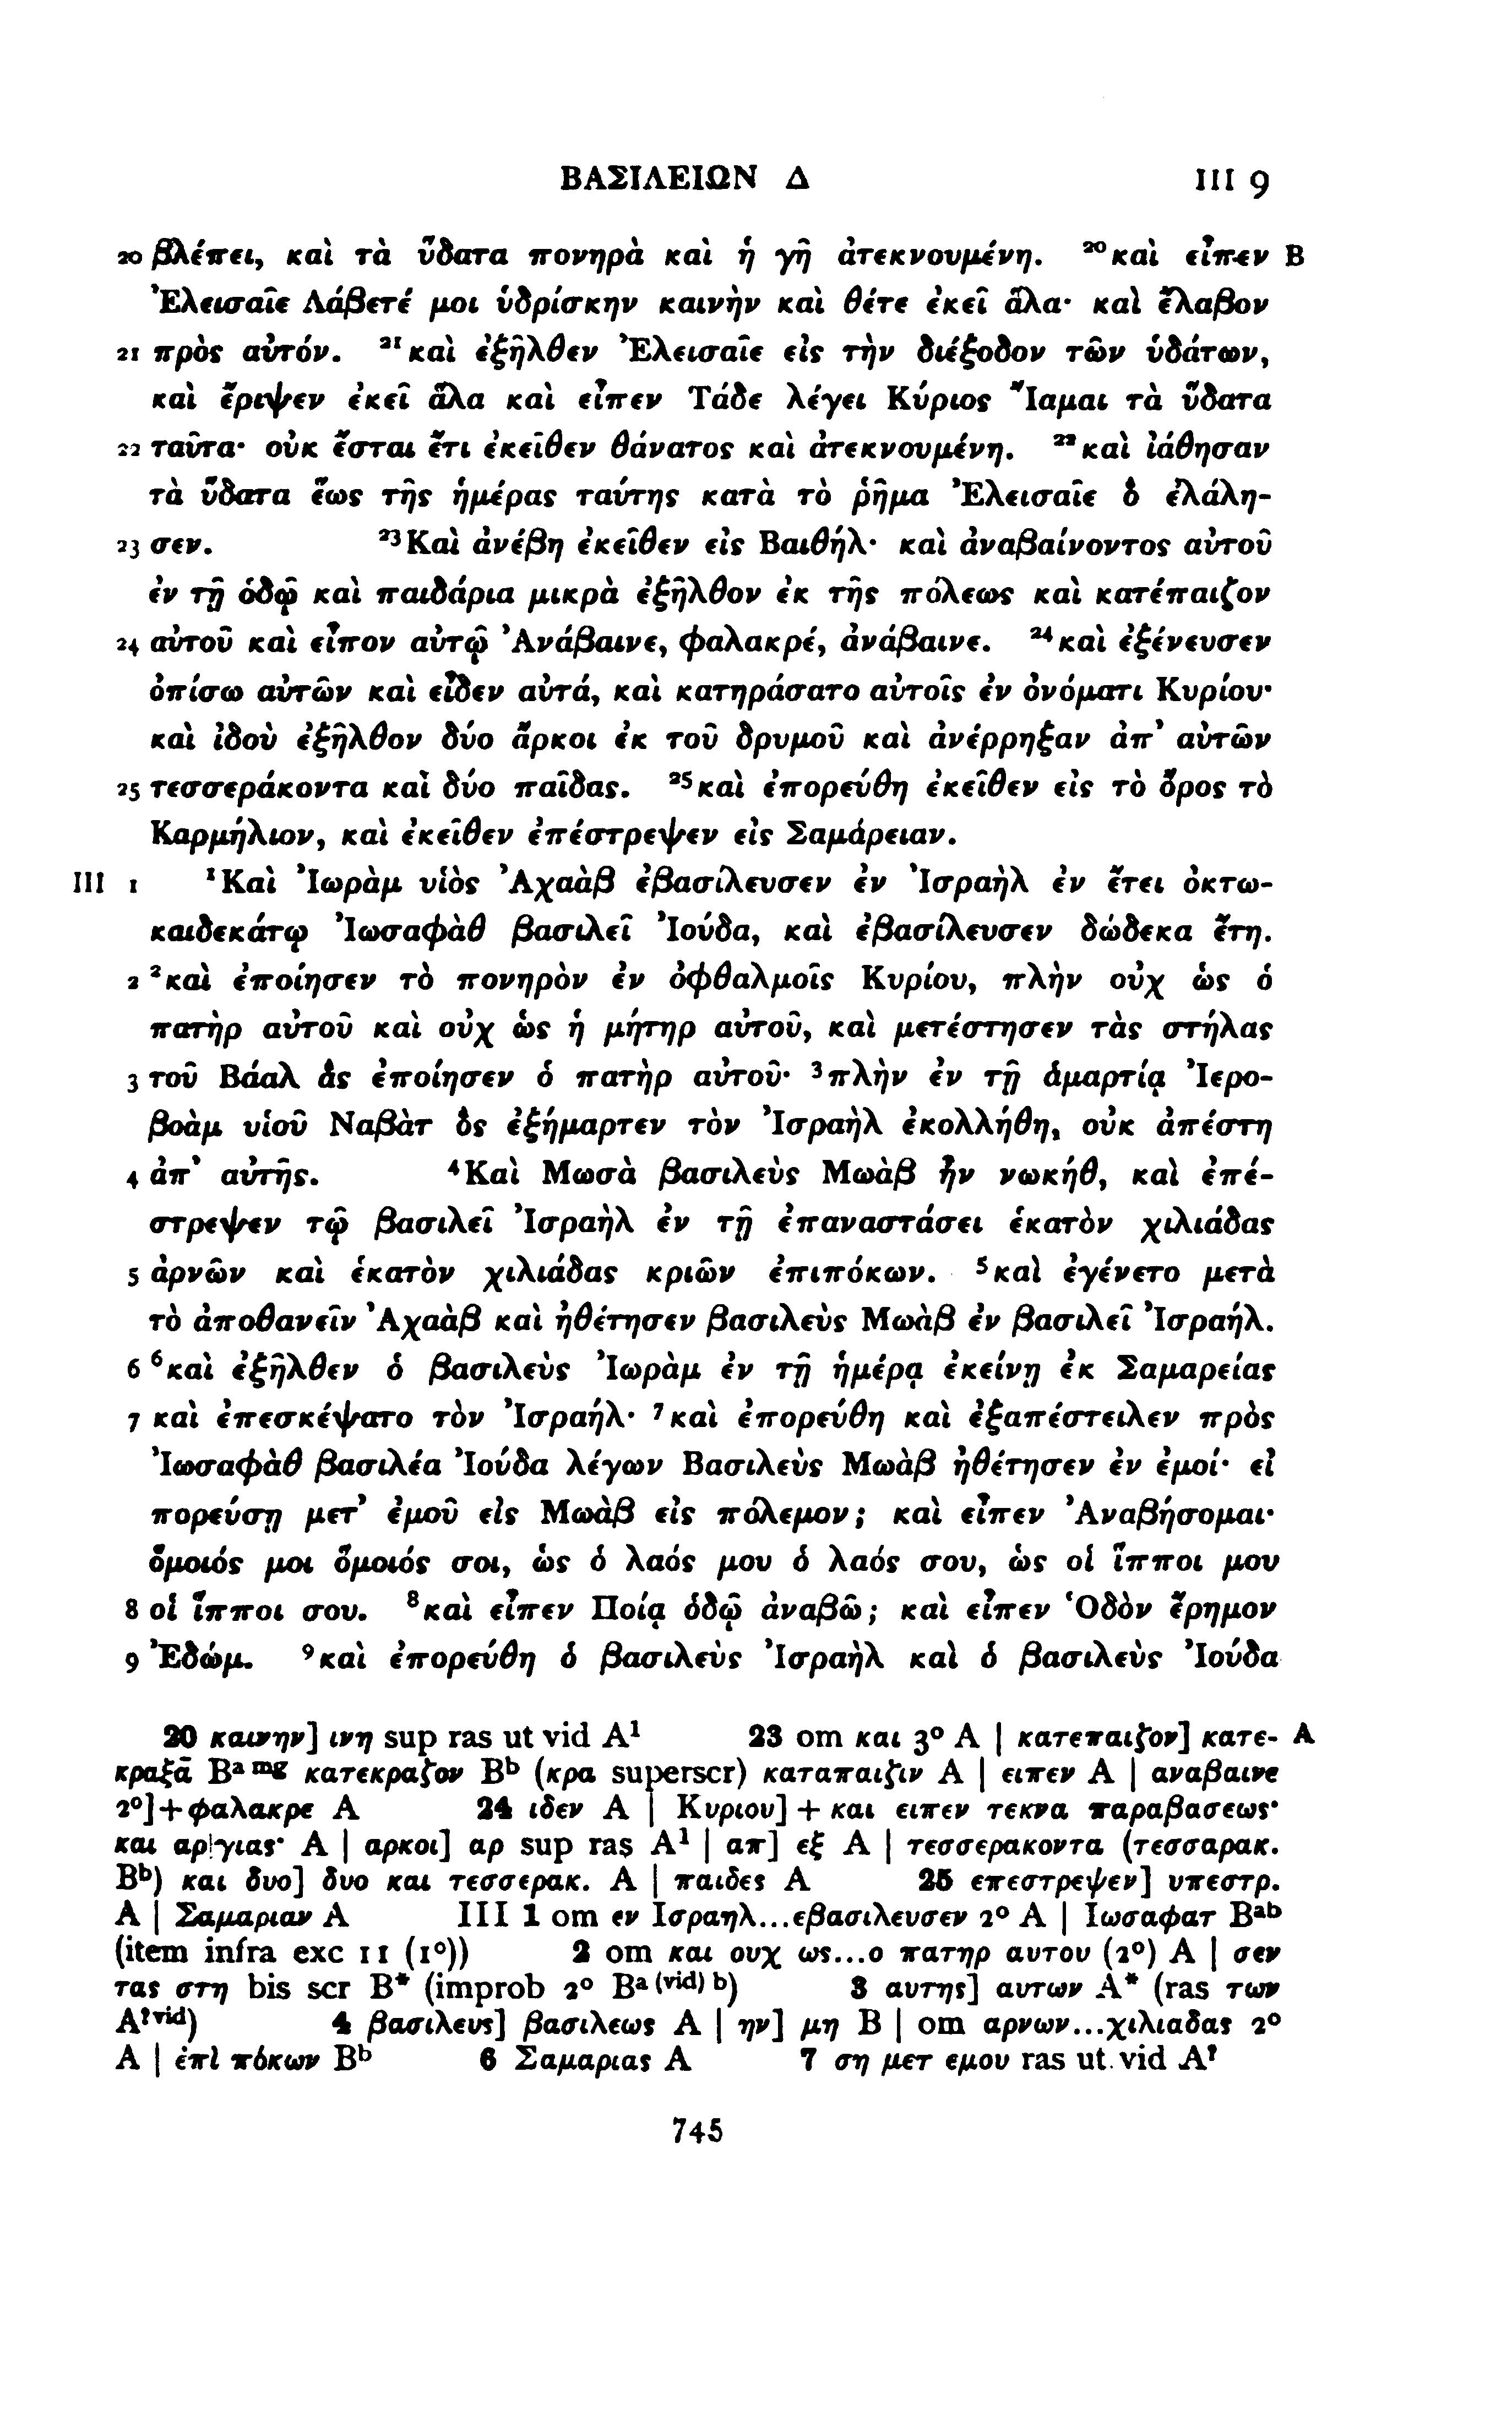 ΒΑΣΙΛΕΙΩΝ Δ III 9
20 βλέπει, καὶ τὰ ὕδατα πονηρὰ καὶ ἡ γῆ ἀτεκνουμένη. ²⁰καὶ εἶπεν B
Ἐλεισαῖε Λάβετέ μοι ὑδρίσκην καινὴν καὶ θέτε ἐκεῖ ἅλα· καὶ ἔλαβον
21 πρὸς αὐτόν. ²¹καὶ ἐξῆλθεν Ἐλεισαῖε εἰς τὴν διέξοδον τῶν ὑδάτων,
καὶ ἔριψεν ἐκεῖ ἅλα καὶ εἶπεν Τάδε λέγει Κύριος Ἴαμαι τὰ ὕδατα
22 ταῦτα· οὐκ ἔσται ἔτι ἐκεῖθεν θάνατος καὶ ἀτεκνουμένη. ²²καὶ ἰάθησαν
τὰ ὕδατα ἕως τῆς ἡμέρας ταύτης κατὰ τὸ ῥῆμα Ἐλεισαῖε ὃ ἐλάλη-
23 σεν. ²³Καὶ ἀνέβη ἐκεῖθεν εἰς Βαιθήλ· καὶ ἀναβαίνοντος αὐτοῦ
ἐν τῇ ὁδῷ καὶ παιδάρια μικρὰ ἐξῆλθον ἐκ τῆς πόλεως καὶ κατέπαιζον
24 αὐτοῦ καὶ εἶπον αὐτῷ Ἀνάβαινε, φαλακρέ, ἀνάβαινε. ²⁴καὶ ἐξένευσεν
ὀπίσω αὐτῶν καὶ εἶδεν αὐτά, καὶ κατηράσατο αὐτοῖς ἐν ὀνόματι Κυρίου·
καὶ ἰδοὺ ἐξῆλθον δύο ἄρκοι ἐκ τοῦ δρυμοῦ καὶ ἀνέρρηξαν ἀπ’ αὐτῶν
25 τεσσεράκοντα καὶ δύο παῖδας. ²⁵καὶ ἐπορεύθη ἐκεῖθεν εἰς τὸ ὄρος τὸ
Καρμήλιον, καὶ ἐκεῖθεν ἐπέστρεψεν εἰς Σαμάρειαν.
III 1 ¹Καὶ Ἰωρὰμ υἱὸς Ἀχαὰβ ἐβασίλευσεν ἐν Ἰσραὴλ ἐν ἔτει ὀκτω-
καιδεκάτῳ Ἰωσαφὰθ βασιλεῖ Ἰούδα, καὶ ἐβασίλευσεν δώδεκα ἔτη.
2 ²καὶ ἐποίησεν τὸ πονηρὸν ἐν ὀφθαλμοῖς Κυρίου, πλὴν οὐχ ὡς ὁ
πατὴρ αὐτοῦ καὶ οὐχ ὡς ἡ μήτηρ αὐτοῦ, καὶ μετέστησεν τὰς στήλας
3 τοῦ Βάαλ ἃς ἐποίησεν ὁ πατὴρ αὐτοῦ· ³πλὴν ἐν τῇ ἁμαρτίᾳ Ἰερο-
βοὰμ υἱοῦ Ναβὰτ ὃς ἐξήμαρτεν τὸν Ἰσραὴλ ἐκολλήθη, οὐκ ἀπέστη
4 ἀπ’ αὐτῆς. ⁴Καὶ Μωσὰ βασιλεὺς Μωὰβ ἦν νωκήθ, καὶ ἐπέ-
στρεψεν τῷ βασιλεῖ Ἰσραὴλ ἐν τῇ ἐπαναστάσει ἑκατὸν χιλιάδας
5 ἀρνῶν καὶ ἑκατὸν χιλιάδας κριῶν ἐπιπόκων. ⁵καὶ ἐγένετο μετὰ
τὸ ἀποθανεῖν Ἀχαὰβ καὶ ἠθέτησεν βασιλεὺς Μωὰβ ἐν βασιλεῖ Ἰσραήλ.
6 ⁶καὶ ἐξῆλθεν ὁ βασιλεὺς Ἰωρὰμ ἐν τῇ ἡμέρᾳ ἐκείνῃ ἐκ Σαμαρείας
7 καὶ ἐπεσκέψατο τὸν Ἰσραήλ· ⁷καὶ ἐπορεύθη καὶ ἐξαπέστειλεν πρὸς
Ἰωσαφὰθ βασιλέα Ἰούδα λέγων Βασιλεὺς Μωὰβ ἠθέτησεν ἐν ἐμοί· εἰ
πορεύσῃ μετ’ ἐμοῦ εἰς Μωὰβ εἰς πόλεμον; καὶ εἶπεν Ἀναβήσομαι·
ὅμοιός μοι ὅμοιός σοι, ὡς ὁ λαός μου ὁ λαός σου, ὡς οἱ ἵπποι μου
8 οἱ ἵπποι σου. ⁸καὶ εἶπεν Ποίᾳ ὁδῷ ἀναβῶ; καὶ εἶπεν Ὁδὸν ἔρημον
9 Ἐδώμ. ⁹καὶ ἐπορεύθη ὁ βασιλεὺς Ἰσραὴλ καὶ ὁ βασιλεὺς Ἰούδα
20 καινην] ινη sup ras ut vid A¹ 23 om και 3° A | κατεπαιζον] κατε- A
κραξᾱ Bᵃ ᵐᵍ κατεκραζον Bᵇ (κρα superscr) καταπαιζιν A | ειπεν A | αναβαινε
2°]+φαλακρε A 24 ιδεν A | Κυριου] + και ειπεν τεκνα παραβασεως·
και αρ|γιας· A | αρκοι] αρ sup ras A¹ | απ] εξ A | τεσσερακοντα (τεσσαρακ.
Bᵇ) και δυο] δυο και τεσσερακ. A | παιδες A 25 επεστρεψεν] υπεστρ.
A | Σαμαριαν A III 1 om εν Ισραηλ...εβασιλευσεν 2° A | Ιωσαφατ Bᵃᵇ
(item infra exc 11 (1°)) 2 om και ουχ ως...ο πατηρ αυτου (2°) A | σεν
τας στη bis scr B* (improb 2° Bᵃ⁽ᵛⁱᵈ⁾ᵇ) 3 αυτης] αυτων A* (ras των
A?ᵛⁱᵈ) 4 βασιλευς] βασιλεως A | ην] μη B | om αρνων...χιλιαδας 2°
A | ἐπὶ πόκων Bᵇ 6 Σαμαριας A 7 ση μετ εμου ras ut vid A?
745